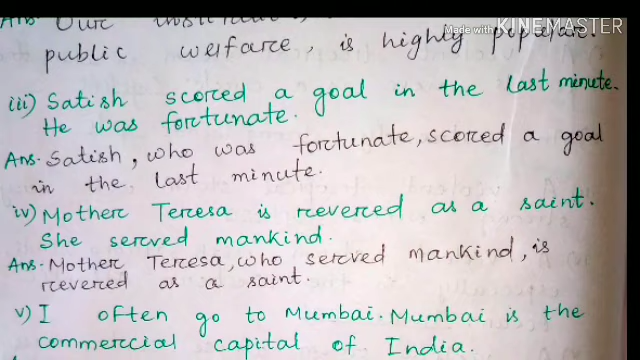 Ans Our
Made with KINEMASTER
public welfare, is highly popular.
iii) Satish scored a goal in the last minute.
He was fortunate.
Ans. Satish, who was fortunate, scored a goal
in the last minute.
iv) Mother Teresa is revered as a saint.
She served mankind.
Ans. Mother Teresa, who served mankind, is
revered as a saint.
v) I often go to Mumbai. Mumbai is the
commercial capital of India.